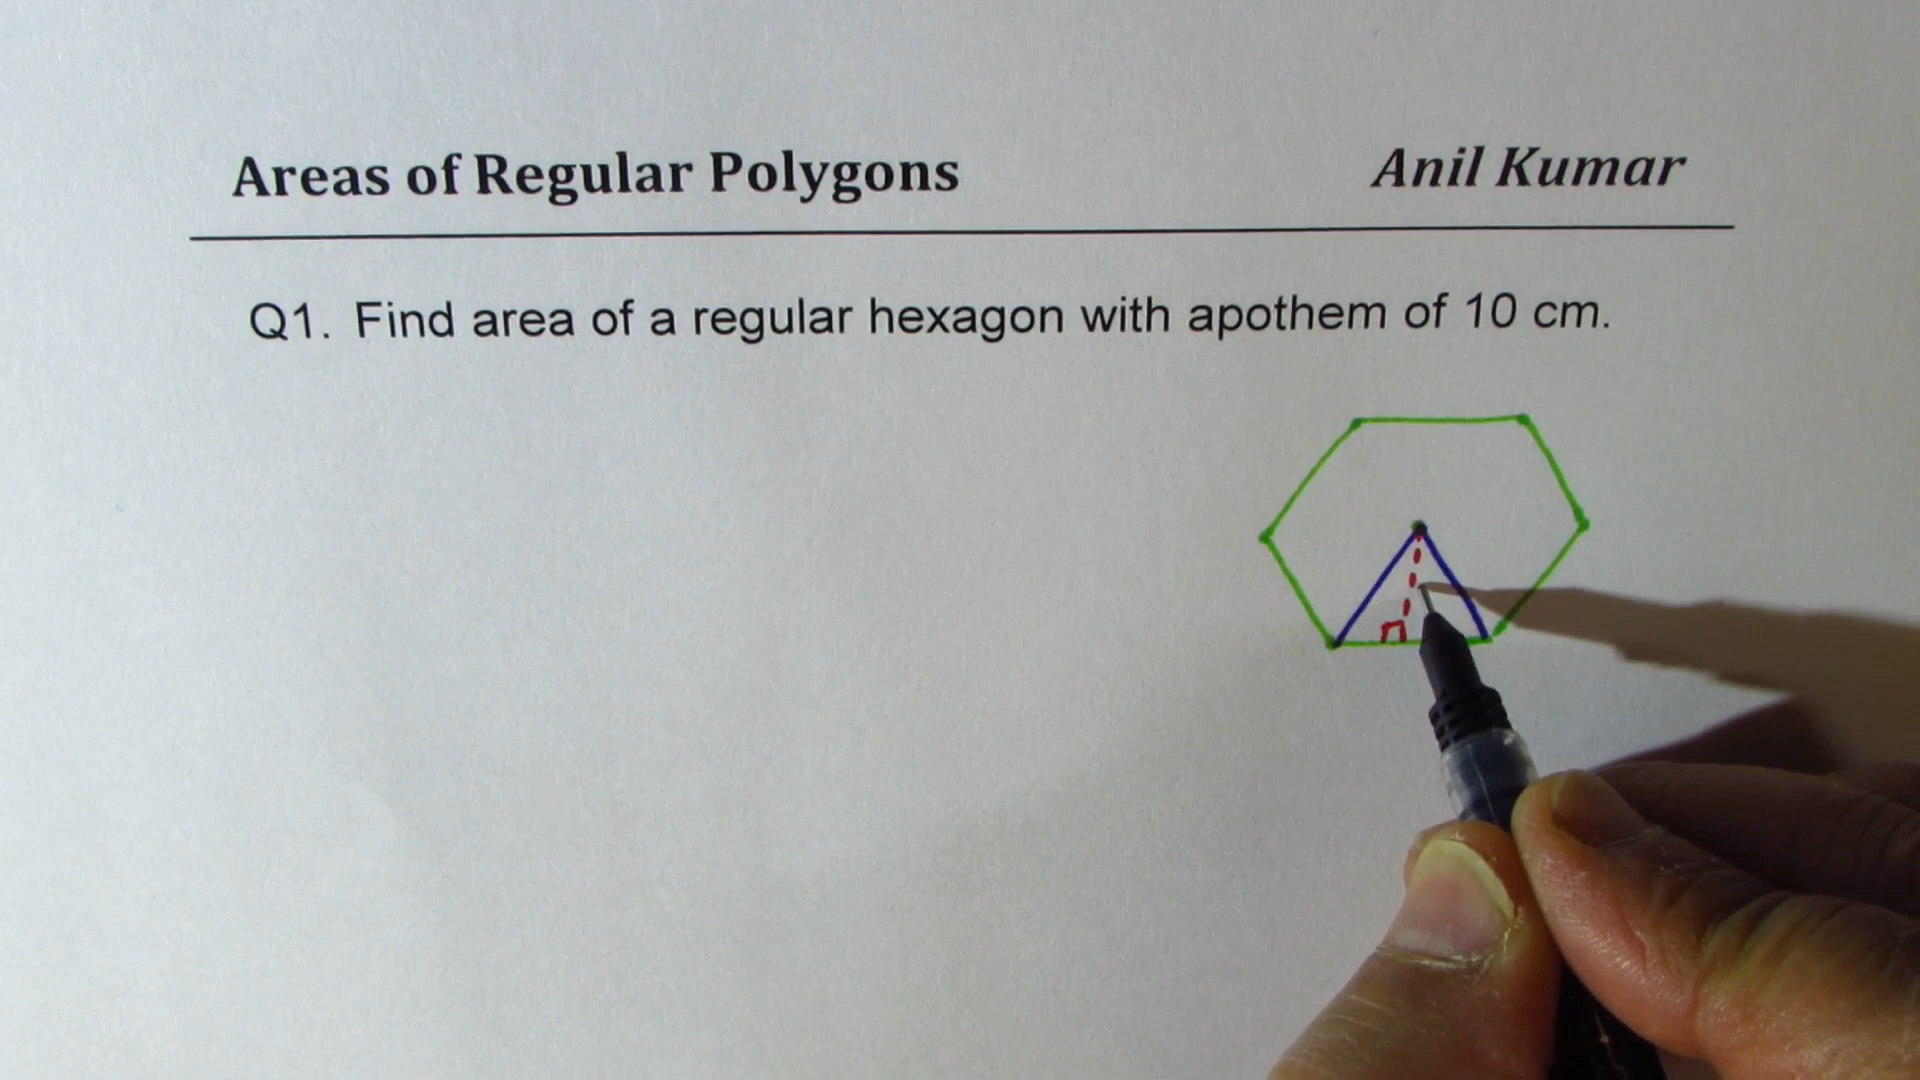 Areas of Regular Polygons Anil Kumar
Q1. Find area of a regular hexagon with apothem of 10 cm.